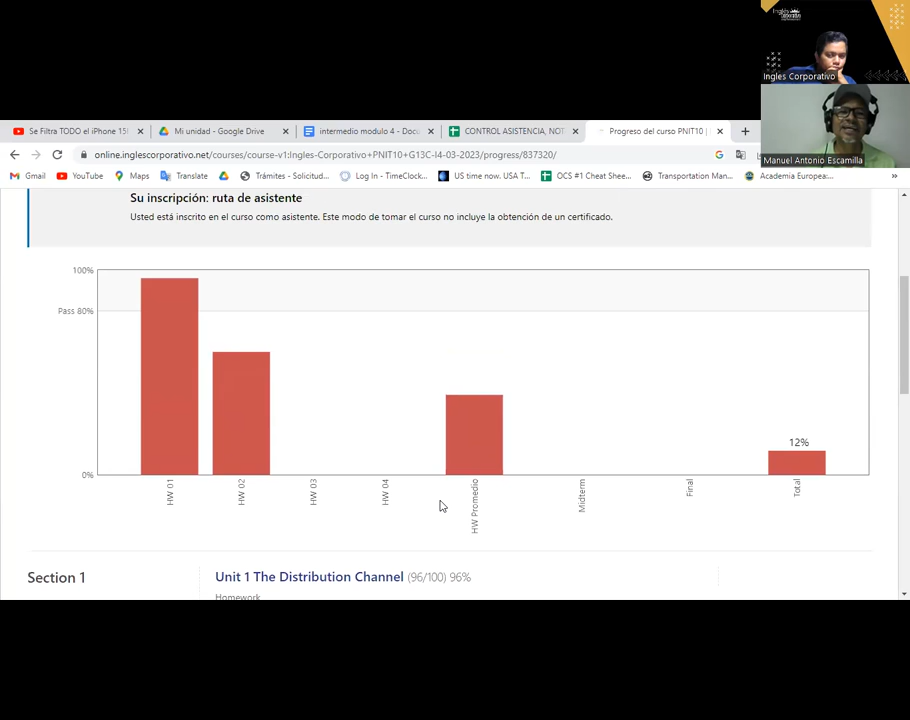 Inglés
Corporativo
Ingles Corporativo
Manuel Antonio Escamilla
Se Filtra TODO el iPhone 15
Mi unidad - Google Drive
intermedio modulo 4 - Docu
CONTROL ASISTENCIA, NOT
Progreso del curso PNIT10 |
online.inglescorporativo.net/courses/course-v1:Ingles-Corporativo+PNIT10+G13C-I4-03-2023/progress/837320/
Gmail
YouTube
Maps
Translate
Trámites - Solicitud...
Log In - TimeClock...
US time now. USA T...
OCS #1 Cheat Shee...
Transportation Man...
Academia Europea:...
»
Su inscripción: ruta de asistente
Usted está inscrito en el curso como asistente. Este modo de tomar el curso no incluye la obtención de un certificado.
100%
Pass 80%
0%
12%
HW 01
HW 02
HW 03
HW 04
HW Promedio
Midterm
Final
Total
Section 1
Unit 1 The Distribution Channel (96/100) 96%
Homework